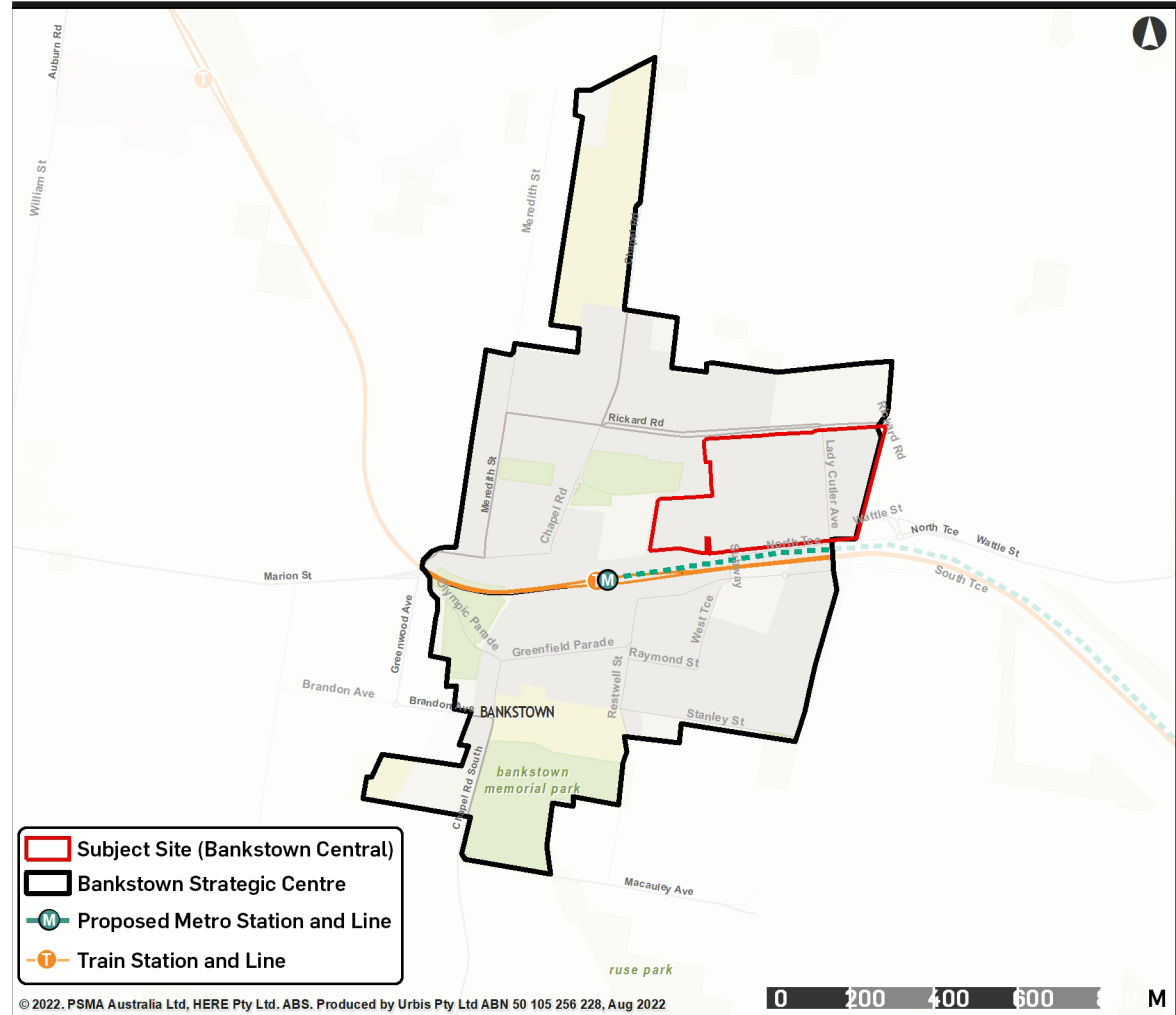 Auburn Rd
T
William St
Meredith St
Chapel Rd
Rickard Rd
Rickard Rd
Meredith St
Chapel Rd
Lady Cutler Ave
Wattle St
North Tce
Wattle St
North Tce
Subway
South Tce
T M
Marion St
Olympic Parade
Greenwood Ave
Greenfield Parade
West Tce
Raymond St
Restwell St
Brandon Ave
Brandon Ave
BANKSTOWN
Stanley St
Chapel Rd South
bankstown
memorial park
Macauley Ave
ruse park
Subject Site (Bankstown Central)
Bankstown Strategic Centre
M Proposed Metro Station and Line
T Train Station and Line
© 2022. PSMA Australia Ltd, HERE Pty Ltd. ABS. Produced by Urbis Pty Ltd ABN 50 105 256 228, Aug 2022
0 200 400 600 M